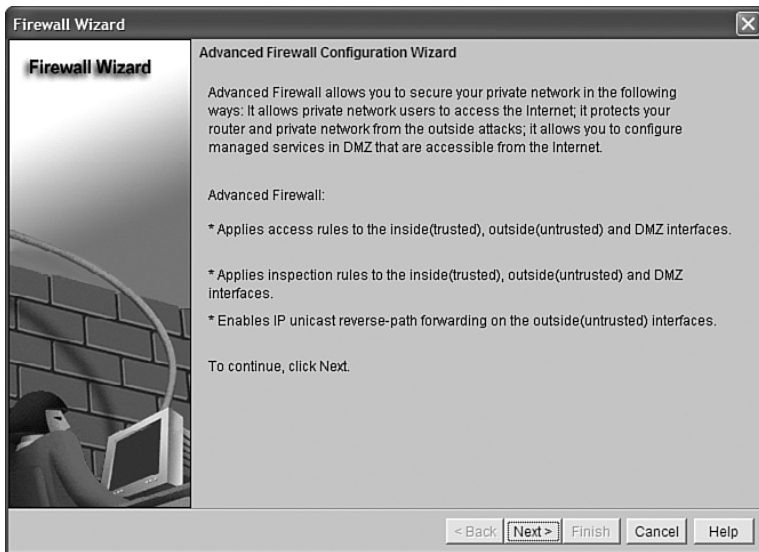 Firewall Wizard
Firewall Wizard
Advanced Firewall Configuration Wizard
Advanced Firewall allows you to secure your private network in the following
ways: It allows private network users to access the Internet; it protects your
router and private network from the outside attacks; it allows you to configure
managed services in DMZ that are accessible from the Internet.
Advanced Firewall:
* Applies access rules to the inside(trusted), outside(untrusted) and DMZ interfaces.
* Applies inspection rules to the inside(trusted), outside(untrusted) and DMZ
interfaces.
* Enables IP unicast reverse-path forwarding on the outside(untrusted) interfaces.
To continue, click Next.
< Back Next > Finish Cancel Help